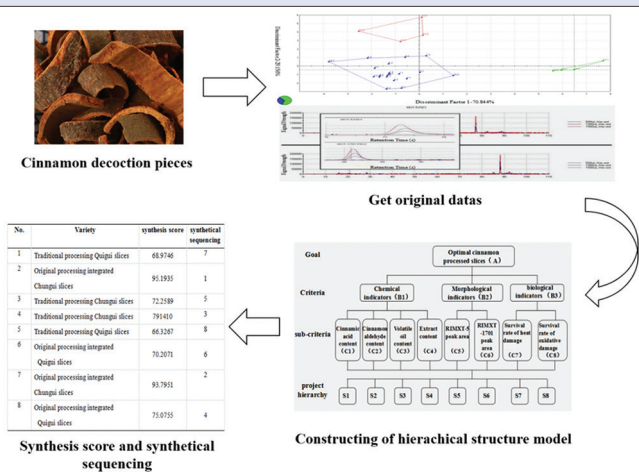 Cinnamon decoction pieces
Discriminant Factor 1-70.844%
Retention Time (s)
Retention Time (s)
Get original datas
Goal
Optimal cinnamon
processed slices (A)
Criteria
Chemical
indicators (B1)
Morphological
indicators (B2)
biological
indicators (B3)
sub-criteria
Cinnamic
acid
content
(C1)
Cinnamon
aldehyde
content
(C2)
Volatile
oil
content
(C3)
Extract
content
(C4)
RIMXT-5
peak area
(C5)
RIMXT
-1701
peak
area
(C6)
Survival
rate of heat
damage
(C7)
Survival
rate of
oxidative
damage
(C8)
project
hierarchy
S1 S2 S3 S4 S5 S6 S7 S8
Constructing of hierachical structure model
No. Variety synthesis score synthetical
sequencing
1 Traditional processing Quigui slices 68.9746 7
2 Original processing integrated
Chungui slices 95.1935 1
3 Traditional processing Chungui slices 72.2589 5
4 Traditional processing Chungui slices 791410 3
5 Traditional processing Quigui slices 66.3267 8
6 Original processing integrated
Quigui slices 70.2071 6
7 Original processing integrated
Chungui slices 93.7951 2
8 Original processing integrated
Quigui slices 75.0755 4
Synthesis score and synthetical
sequencing